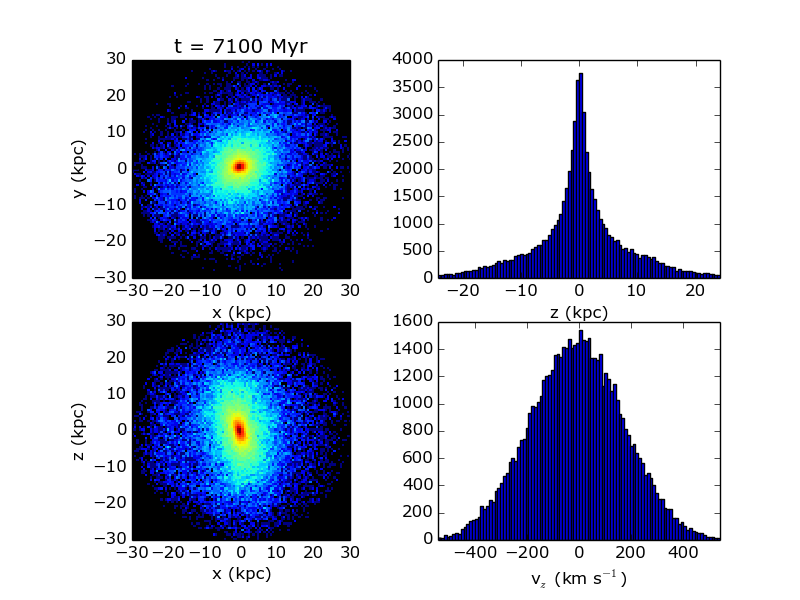 t = 7100 Myr
30
20
10
0
−10
−20
−30
y (kpc)
−30 −20 −10 0 10 20 30
x (kpc)
4000
3500
3000
2500
2000
1500
1000
500
0
−20 −10 0 10 20
z (kpc)
30
20
10
0
−10
−20
−30
z (kpc)
−30 −20 −10 0 10 20 30
x (kpc)
1600
1400
1200
1000
800
600
400
200
0
−400 −200 0 200 400
v_z (km s⁻¹)